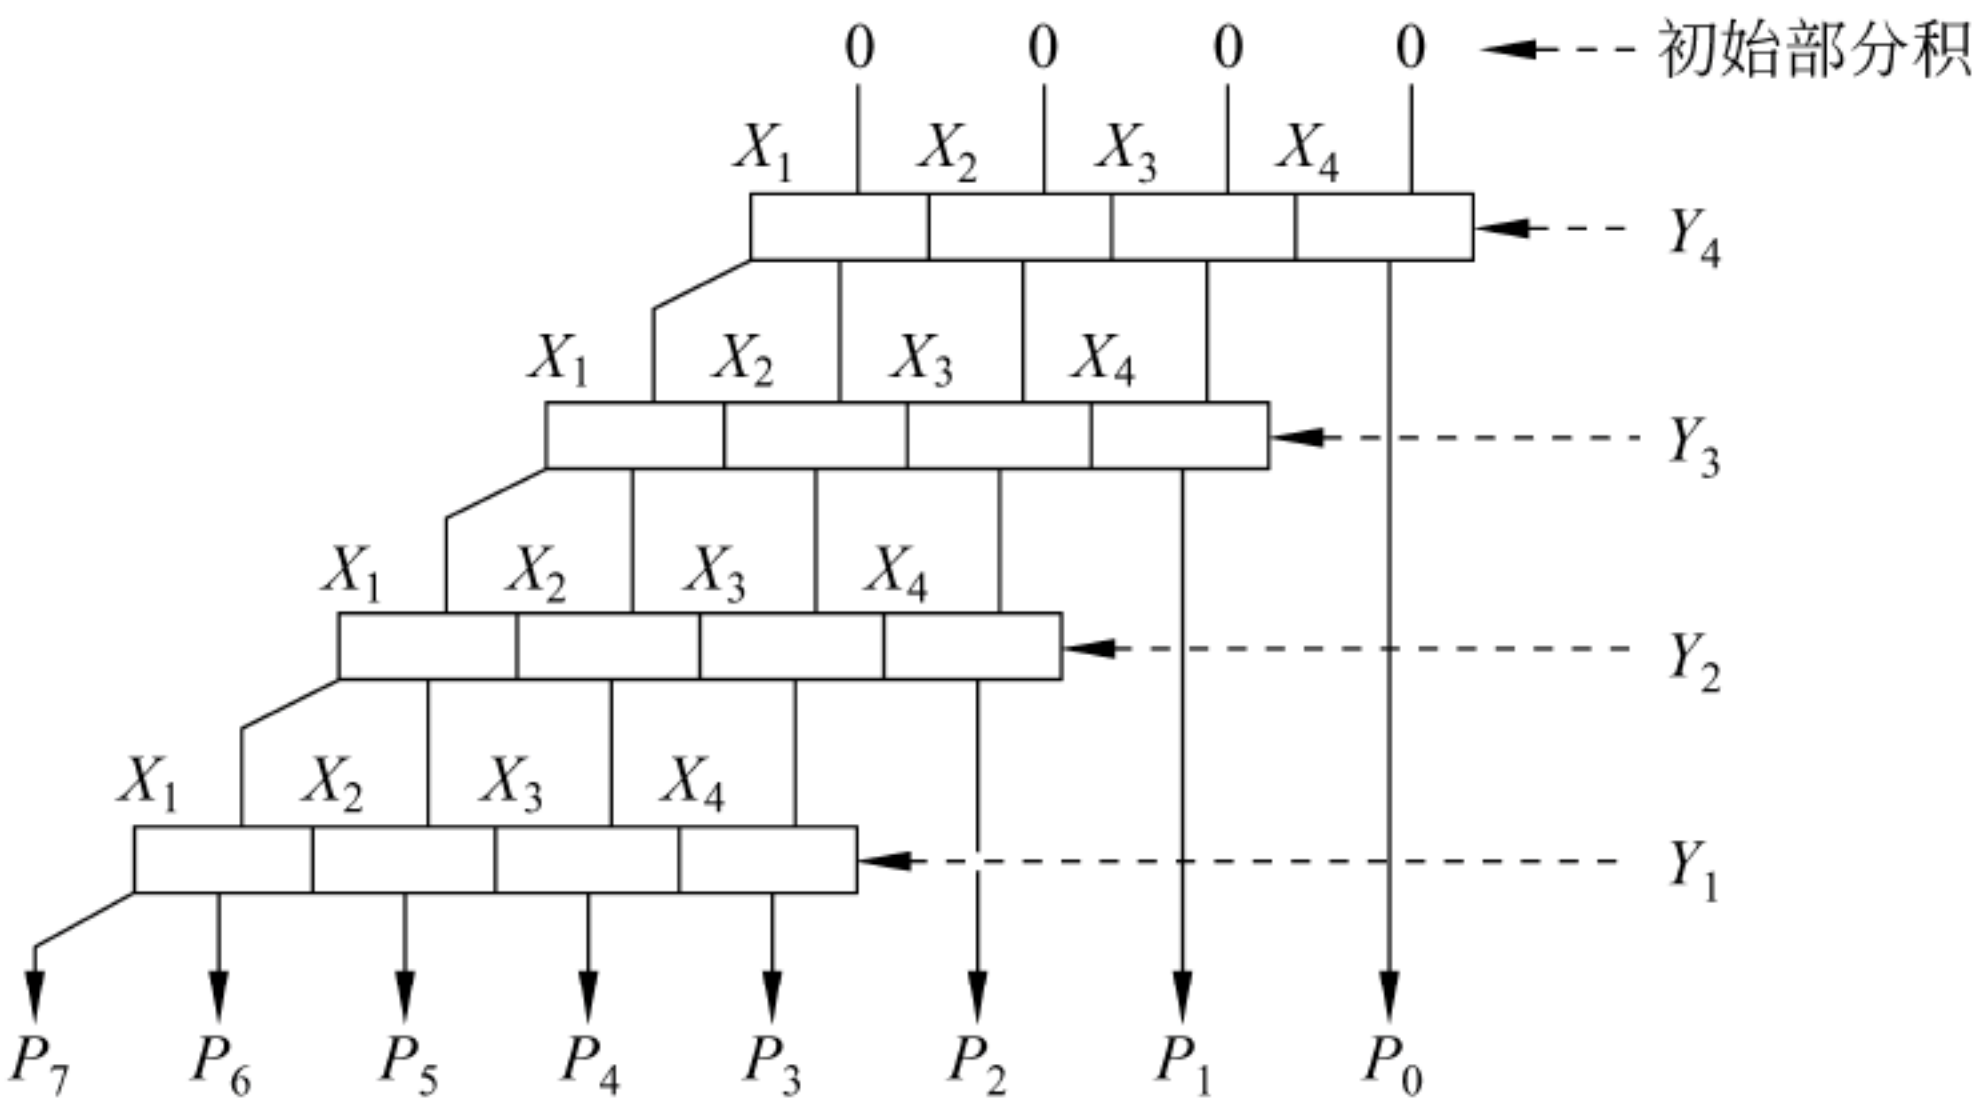 0 0 0 0 初始部分积
X₁ X₂ X₃ X₄
Y₄
X₁ X₂ X₃ X₄
Y₃
X₁ X₂ X₃ X₄
Y₂
X₁ X₂ X₃ X₄
Y₁
P₇ P₆ P₅ P₄ P₃ P₂ P₁ P₀